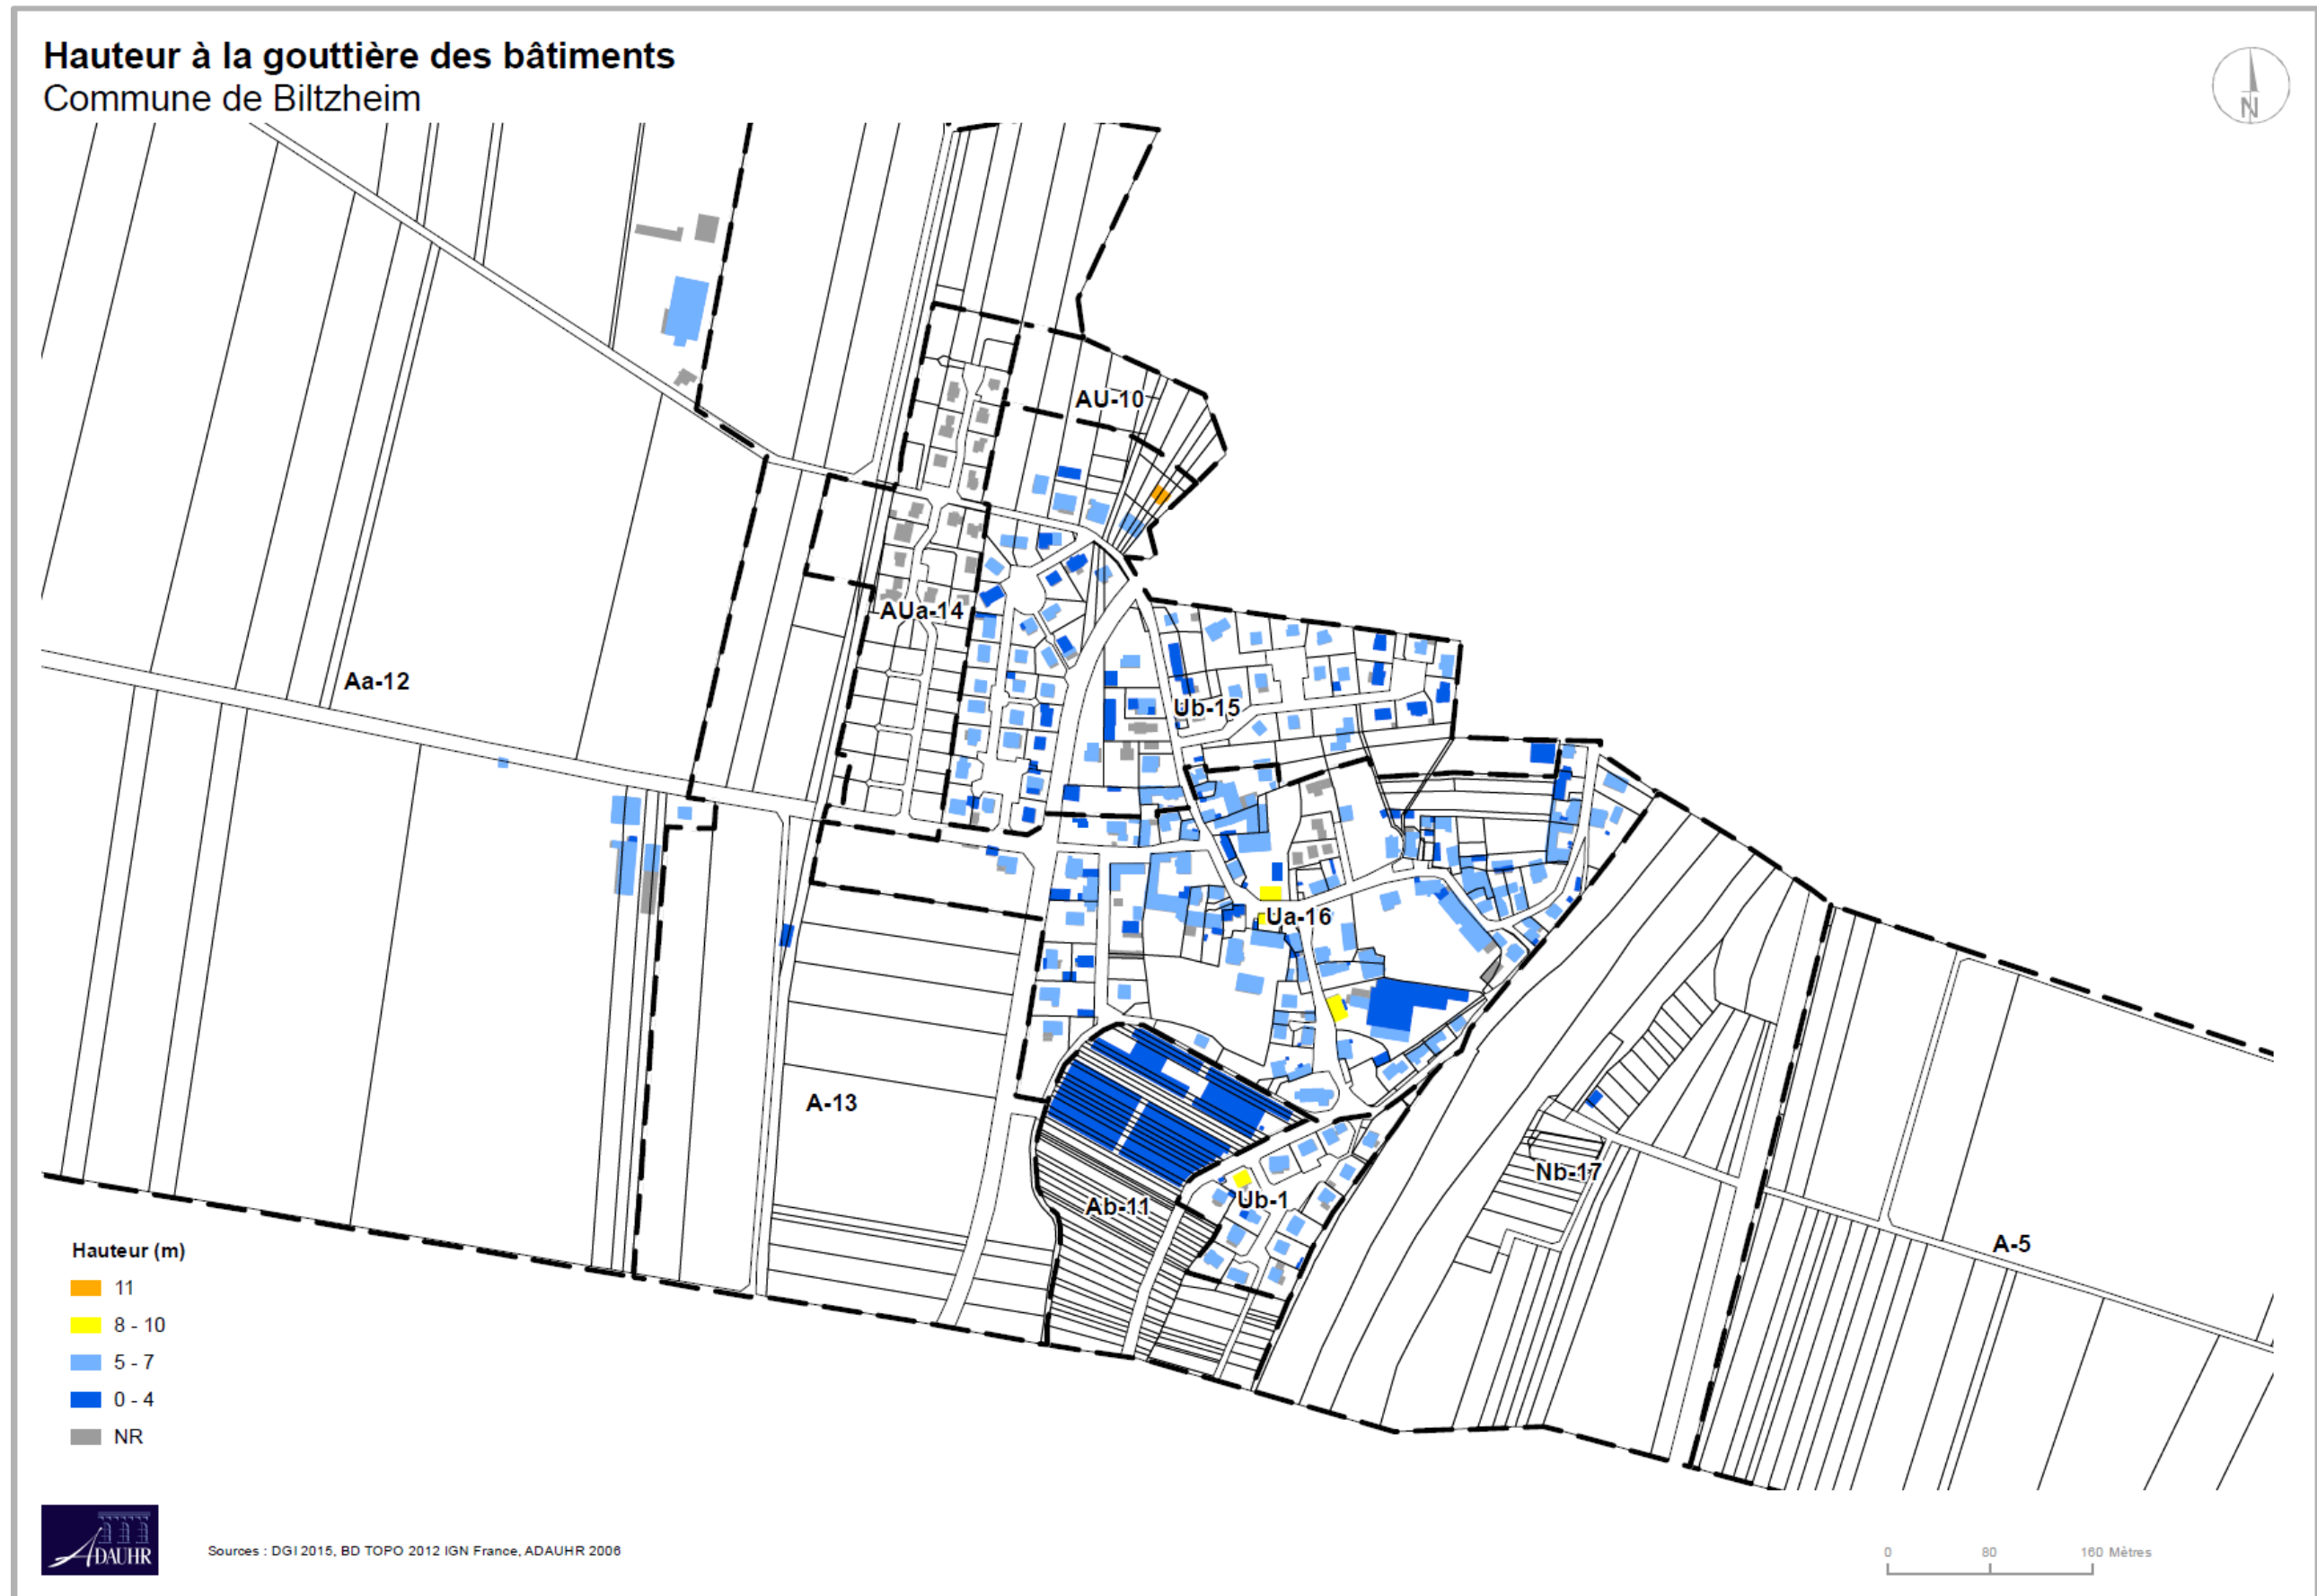 Hauteur à la gouttière des bâtiments
Commune de Biltzheim
N
AU-10
AUa-14
Aa-12
Ub-15
Ua-16
A-13
Nb-17
Ab-11
Ub-1
A-5
Hauteur (m)
11
8 - 10
5 - 7
0 - 4
NR
ADAUHR
Sources : DGI 2015, BD TOPO 2012 IGN France, ADAUHR 2006
0 80 160 Mètres